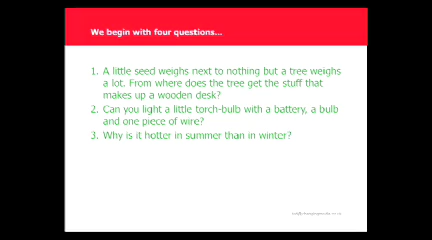 We begin with four questions...
1. A little seed weighs next to nothing but a tree weighs
a lot. From where does the tree get the stuff that
makes up a wooden desk?
2. Can you light a little torch-bulb with a battery, a bulb
and one piece of wire?
3. Why is it hotter in summer than in winter?